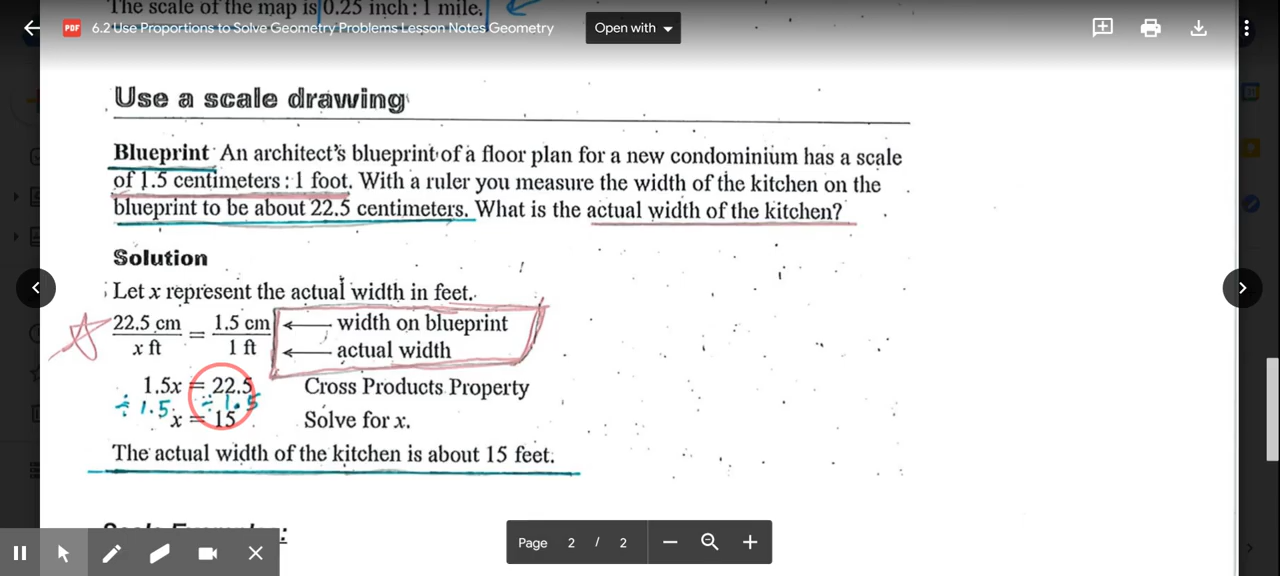 The scale of the map is 0.25 inch : 1 mile.
PDF 6.2 Use Proportions to Solve Geometry Problems Lesson Notes Geometry
Open with
Use a scale drawing
Blueprint An architect's blueprint of a floor plan for a new condominium has a scale
of 1.5 centimeters : 1 foot. With a ruler you measure the width of the kitchen on the
blueprint to be about 22.5 centimeters. What is the actual width of the kitchen?
Solution
Let x represent the actual width in feet.
22.5 cm = 1.5 cm ← width on blueprint
x ft 1 ft ← actual width
1.5x = 22.5 Cross Products Property
÷ 1.5 ÷ 1.5
x = 15 Solve for x.
The actual width of the kitchen is about 15 feet.
Page 2 / 2